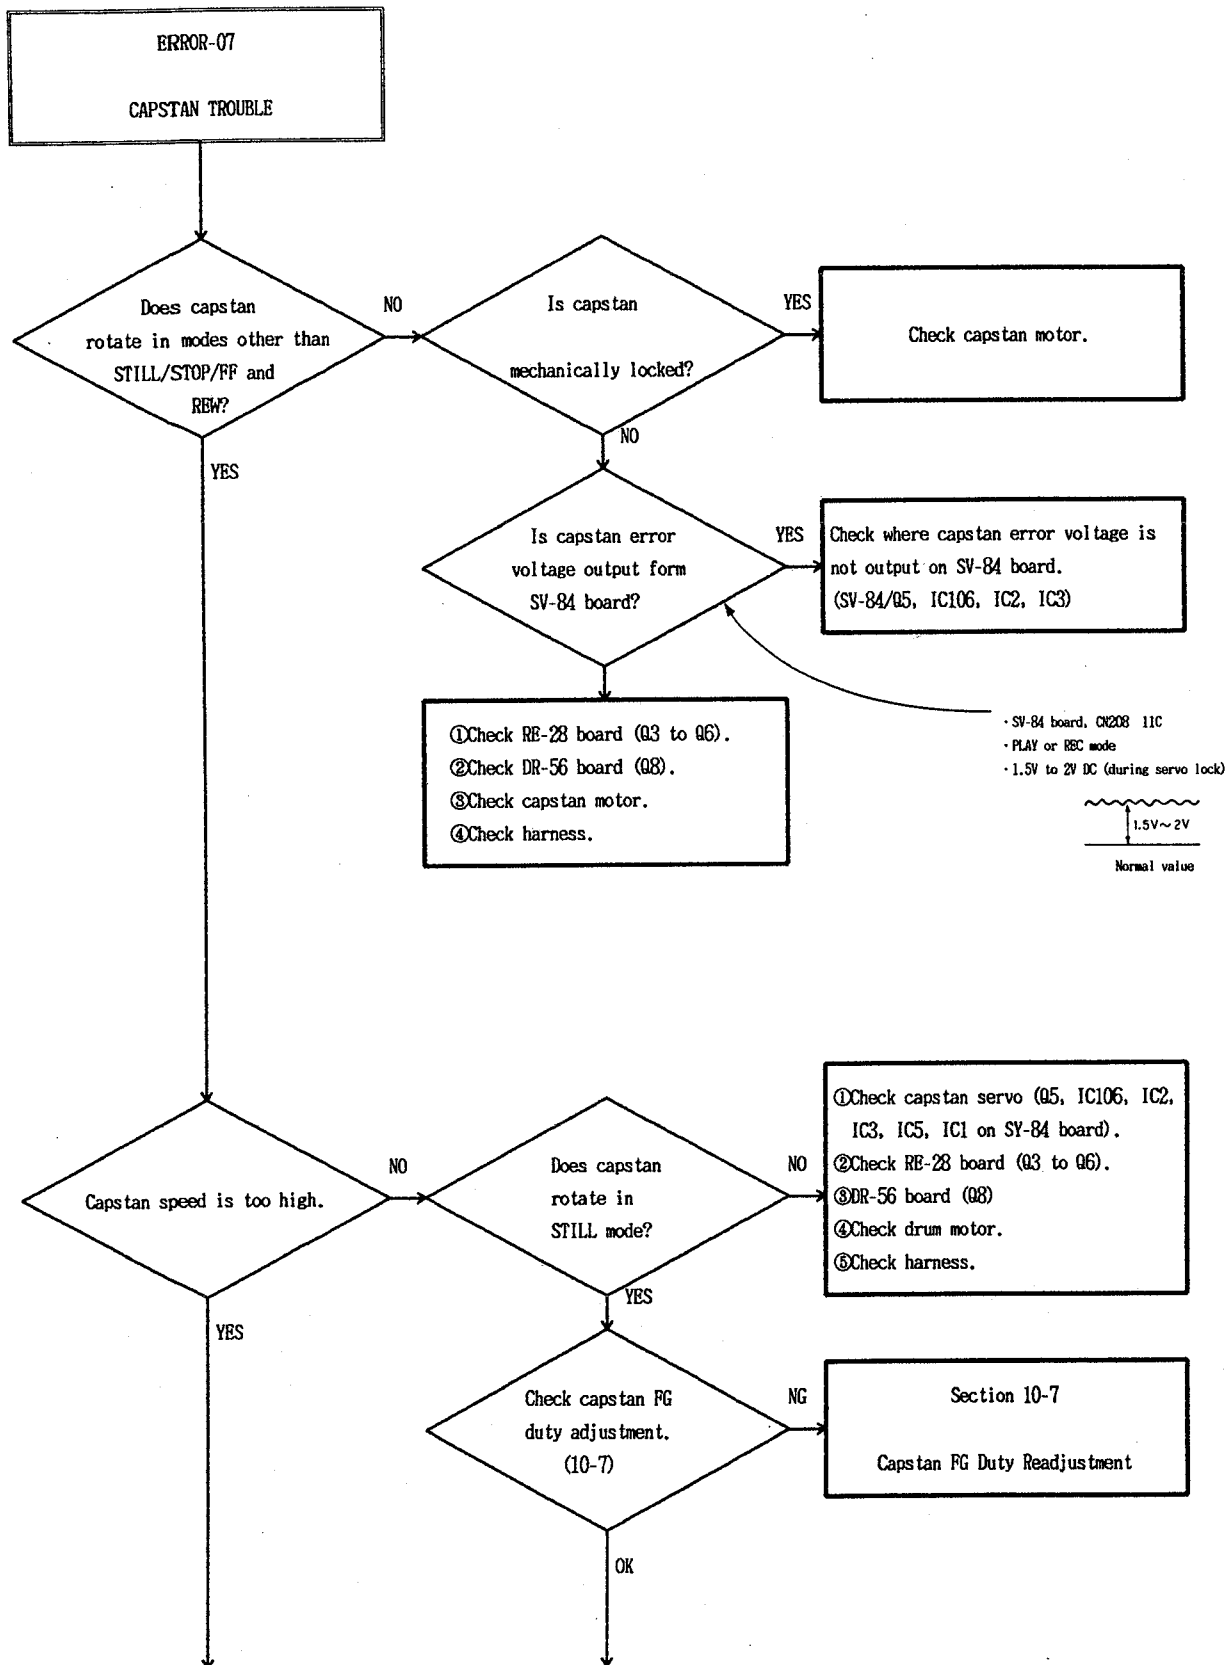 ERROR-07
CAPSTAN TROUBLE
Does capstan
rotate in modes other than
STILL/STOP/FF and
REW?
NO
YES
Is capstan
mechanically locked?
YES
NO
Check capstan motor.
Is capstan error
voltage output form
SV-84 board?
YES
Check where capstan error voltage is
not output on SV-84 board.
(SV-84/Q5, IC106, IC2, IC3)
①Check RE-28 board (Q3 to Q6).
②Check DR-56 board (Q8).
③Check capstan motor.
④Check harness.
・SV-84 board, CN208 11C
・PLAY or REC mode
・1.5V to 2V DC (during servo lock)
1.5V~2V
Normal value
Capstan speed is too high.
NO
YES
Does capstan
rotate in
STILL mode?
NO
YES
①Check capstan servo (Q5, IC106, IC2,
IC3, IC5, IC1 on SY-84 board).
②Check RE-28 board (Q3 to Q6).
③DR-56 board (Q8)
④Check drum motor.
⑤Check harness.
Check capstan FG
duty adjustment.
(10-7)
NG
OK
Section 10-7
Capstan FG Duty Readjustment